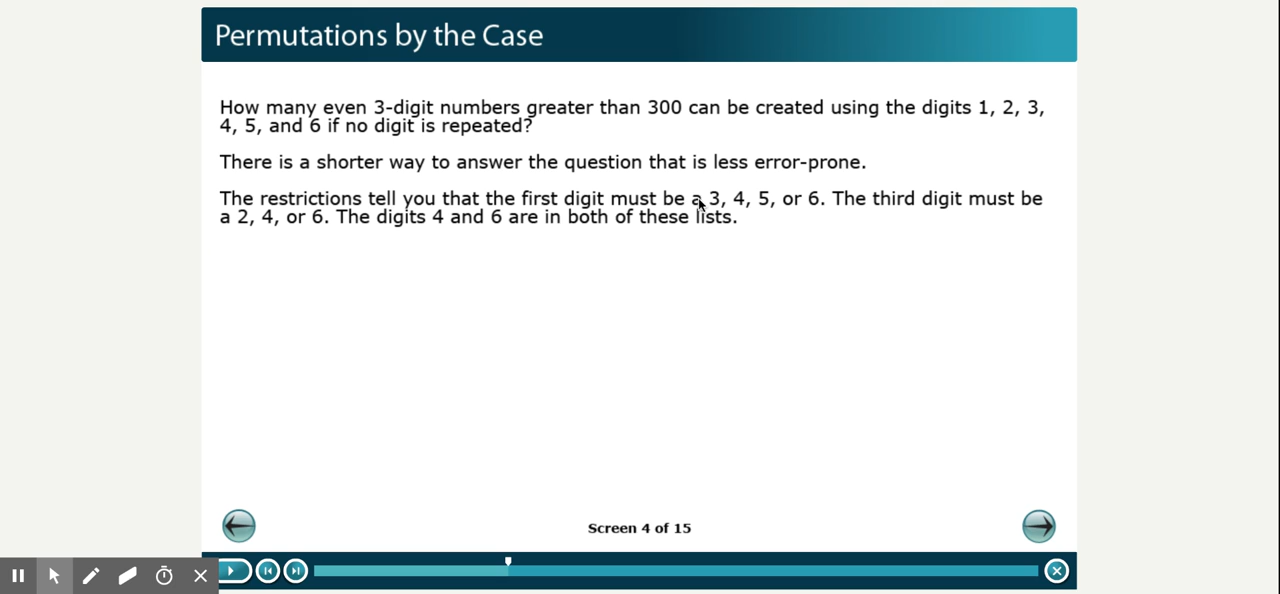 Permutations by the Case
How many even 3-digit numbers greater than 300 can be created using the digits 1, 2, 3,
4, 5, and 6 if no digit is repeated?
There is a shorter way to answer the question that is less error-prone.
The restrictions tell you that the first digit must be a 3, 4, 5, or 6. The third digit must be
a 2, 4, or 6. The digits 4 and 6 are in both of these lists.
Screen 4 of 15